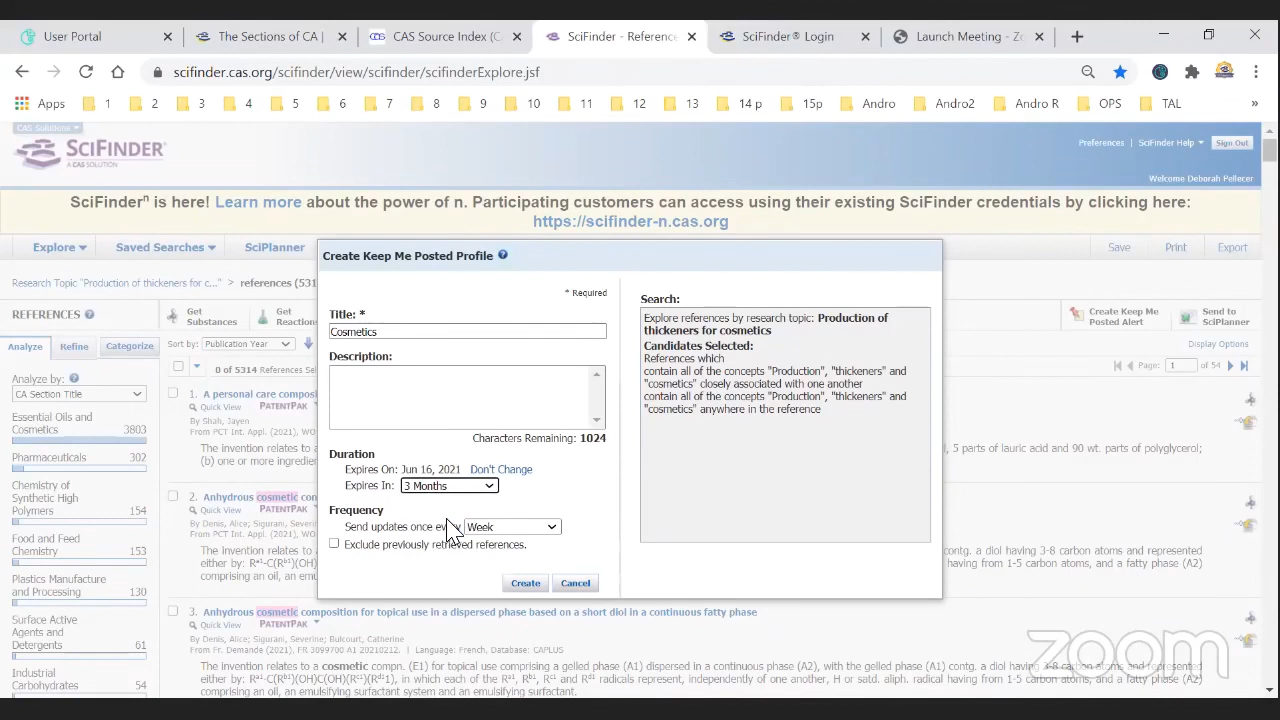 User Portal
The Sections of CA |
CAS Source Index (C
SciFinder - Reference
SciFinder® Login
Launch Meeting - Zo
scifinder.cas.org/scifinder/view/scifinder/scifinderExplore.jsf
Apps 1 2 3 4 5 6 7 8 9 10 11 12 13 14 p 15p Andro Andro2 Andro R OPS TAL »
CAS Solutions
SCIFINDER
A CAS SOLUTION
Preferences | SciFinder Help Sign Out
Welcome Deborah Pellecer
SciFinderⁿ is here! Learn more about the power of n. Participating customers can access using their existing SciFinder credentials by clicking here:
https://scifinder-n.cas.org
Explore Saved Searches SciPlanner Save Print Export
Research Topic "Production of thickeners for c..." > references (531
REFERENCES
Get Substances
Get Reaction
Create Keep Me Posted Alert
Send to SciPlanner
Analyze Refine Categorize
Sort by: Publication Year
Display Options
0 of 5314 References Se
Page: 1 of 54
Analyze by:
CA Section Title
Essential Oils and
Cosmetics 3803
Pharmaceuticals 302
Chemistry of
Synthetic High
Polymers 154
Food and Feed
Chemistry 153
Plastics Manufacture
and Processing 130
Surface Active
Agents and
Detergents 61
Industrial
Carbohydrates 54
1. A personal care compos
Quick View PATENTPAK
By Shah, Jayen
From PCT Int. Appl. (2021), WO
The invention relates to a
, 5 parts of lauric acid and 90 wt. parts of polyglycerol;
(b) one or more ingredien
2. Anhydrous cosmetic con
Quick View PATENTPAK
By Denis, Alice; Sigurani, Severine
From PCT Int. Appl. (2021), WO
The invention relates to a
contg. a diol having 3-8 carbon atoms and represented
either by: R
having from 1-5 carbon atoms, and a fatty phase (A2)
comprising an oil, an emul
3. Anhydrous cosmetic composition for topical use in a dispersed phase based on a short diol in a continuous fatty phase
Quick View PATENTPAK
By Denis, Alice; Sigurani, Severine; Bulcourt, Catherine
From Fr. Demande (2021), FR 3099700 A1 20210212. | Language: French, Database: CAPLUS
The invention relates to a cosmetic compn. (E1) for topical use comprising a gelled phase (A1) dispersed in a continuous phase (A2), with the gelled phase (A1) contg. a diol having 3-8 carbon atoms and represented
radicals represent, independently of one another, H or satd. aliph. radical having from 1-5 carbon atoms, and a fatty phase (A2)
comprising an oil, an emulsifying surfactant system and an emulsifying surfactant.
Create Keep Me Posted Profile
* Required
Title: *
Cosmetics
Description:
Characters Remaining: 1024
Duration
Expires On: Jun 16, 2021 Don't Change
Expires In: 3 Months
Frequency
Send updates once every Week
Exclude previously retrieved references.
Create Cancel
Search:
Explore references by research topic: Production of
thickeners for cosmetics
Candidates Selected:
References which
contain all of the concepts "Production", "thickeners" and
"cosmetics" closely associated with one another
contain all of the concepts "Production", "thickeners" and
"cosmetics" anywhere in the reference
zoom